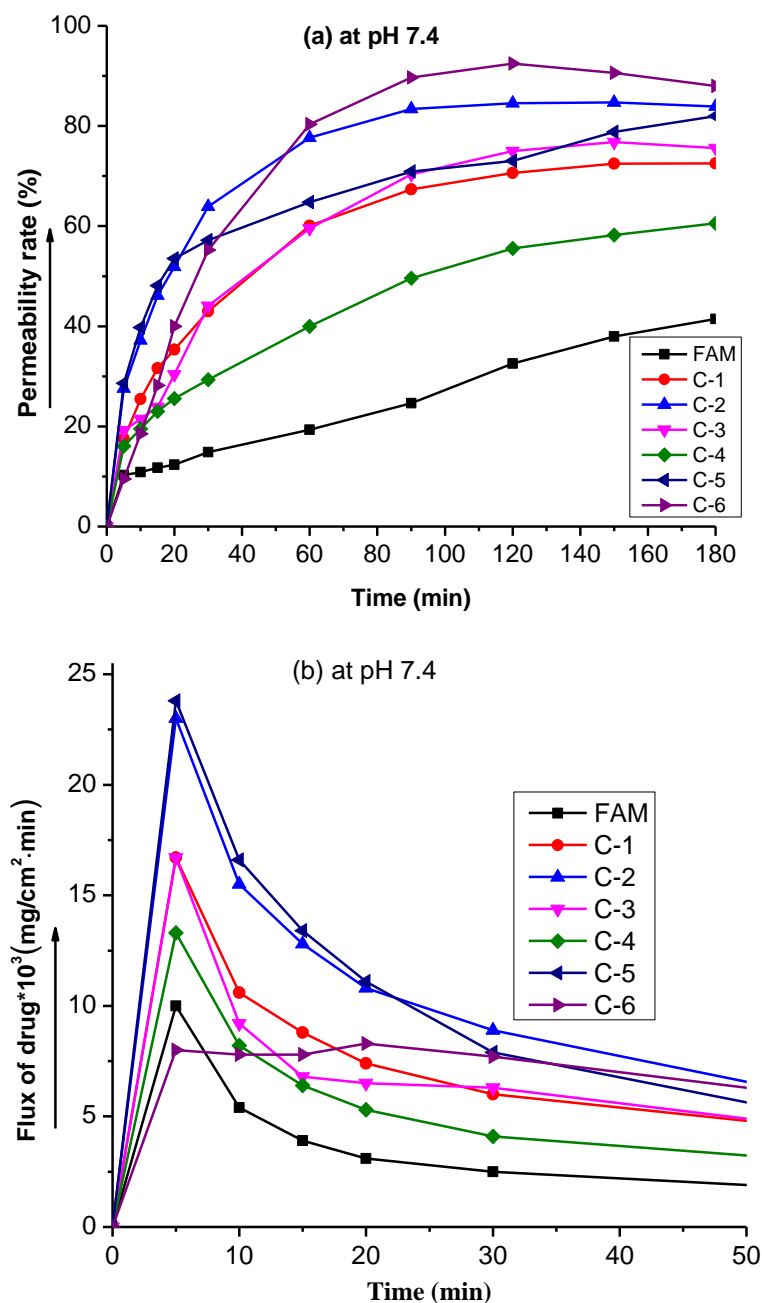 (a) at pH 7.4
100
80
60
40
20
0
Permeability rate (%)
FAM
C-1
C-2
C-3
C-4
C-5
C-6
0 20 40 60 80 100 120 140 160 180
Time (min)
(b) at pH 7.4
25
20
15
10
5
0
Flux of drug*10³(mg/cm²·min)
FAM
C-1
C-2
C-3
C-4
C-5
C-6
0 10 20 30 40 50
Time (min)